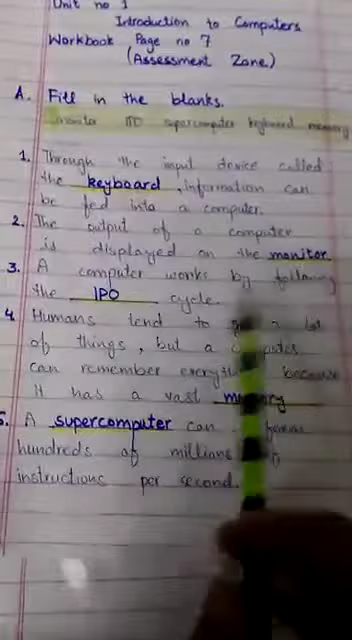 Unit no 1
Introduction to Computers
Workbook Page no 7
(Assessment Zone)
A. Fill in the blanks.
monitor IPO supercomputer keyboard memory
1. Through the input device called
the keyboard, information can
be fed into a computer.
2. The output of a computer
is displayed on the monitor
3. A computer works by following
the IPO cycle.
4 Humans tend to lot
of things, but a
can remember because
it has a vast
5. A supercomputer can
hundreds of millions
instructions per second.